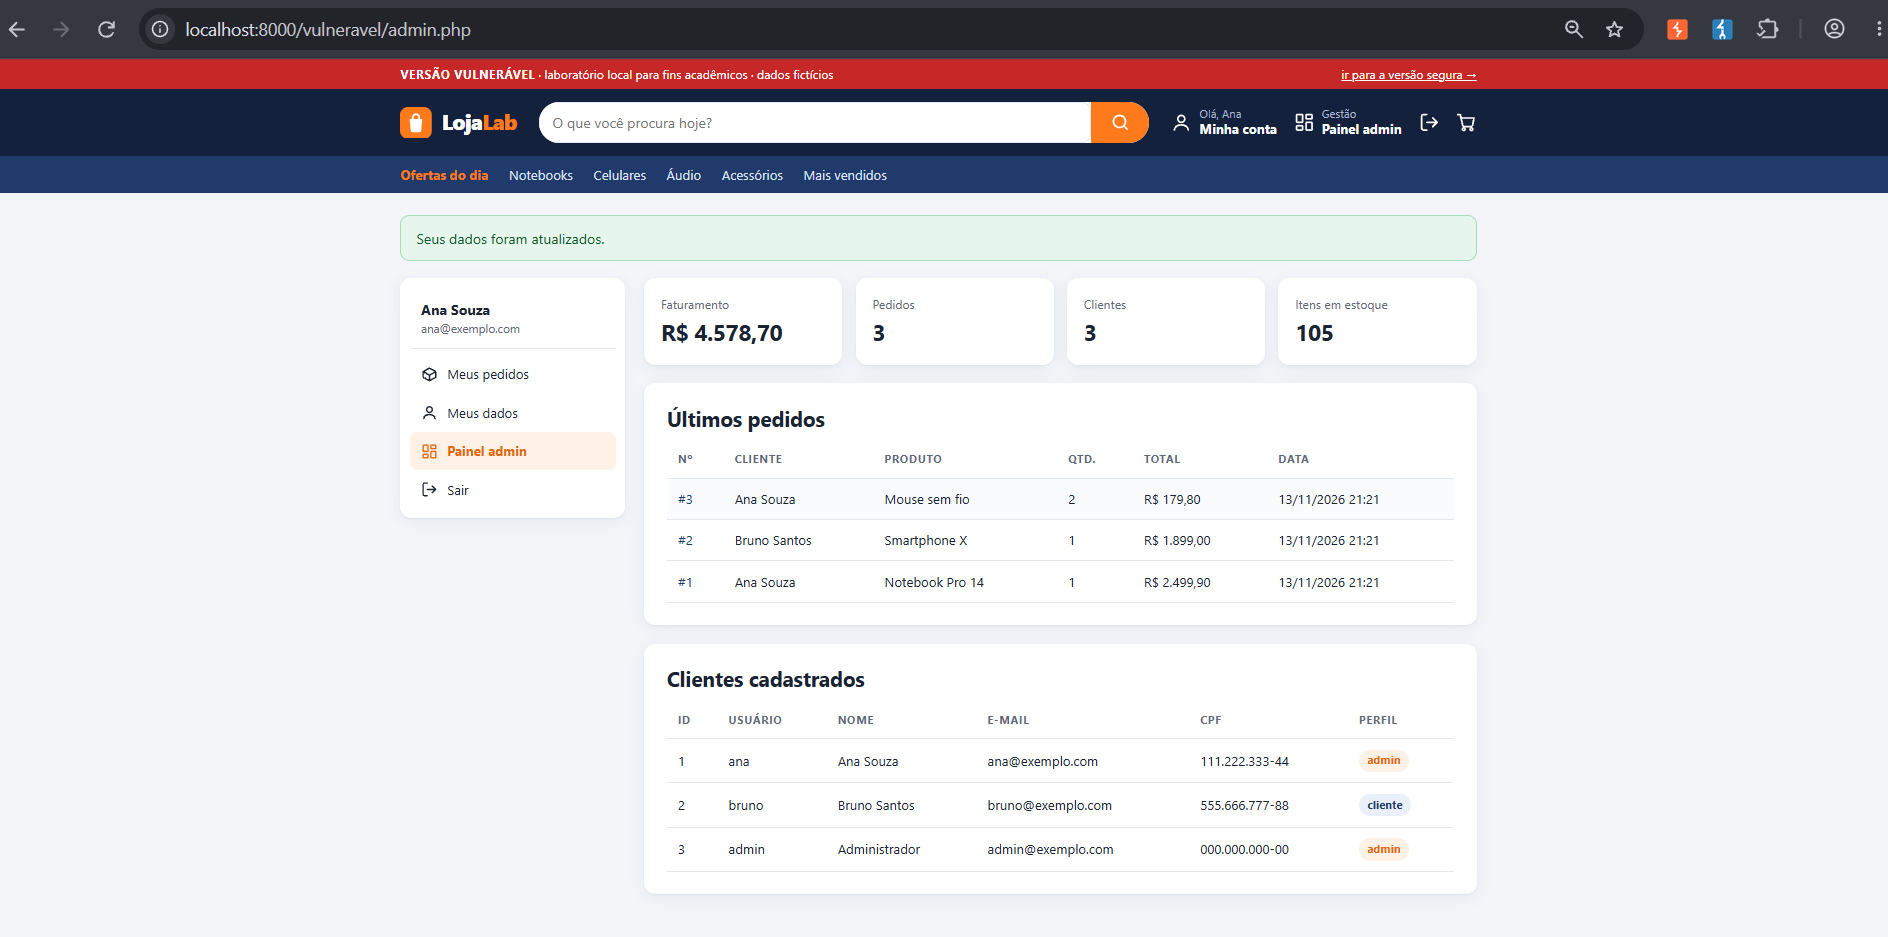 localhost:8000/vulneravel/admin.php
VERSÃO VULNERÁVEL · laboratório local para fins acadêmicos · dados fictícios
ir para a versão segura →
LojaLab
O que você procura hoje?
Olá, Ana
Minha conta
Gestão
Painel admin
Ofertas do dia Notebooks Celulares Áudio Acessórios Mais vendidos
Seus dados foram atualizados.
Ana Souza
ana@exemplo.com
Meus pedidos
Meus dados
Painel admin
Sair
Faturamento
R$ 4.578,70
Pedidos
3
Clientes
3
Itens em estoque
105
Últimos pedidos
Nº CLIENTE PRODUTO QTD. TOTAL DATA
#3 Ana Souza Mouse sem fio 2 R$ 179,80 13/11/2026 21:21
#2 Bruno Santos Smartphone X 1 R$ 1.899,00 13/11/2026 21:21
#1 Ana Souza Notebook Pro 14 1 R$ 2.499,90 13/11/2026 21:21
Clientes cadastrados
ID USUÁRIO NOME E-MAIL CPF PERFIL
1 ana Ana Souza ana@exemplo.com 111.222.333-44 admin
2 bruno Bruno Santos bruno@exemplo.com 555.666.777-88 cliente
3 admin Administrador admin@exemplo.com 000.000.000-00 admin